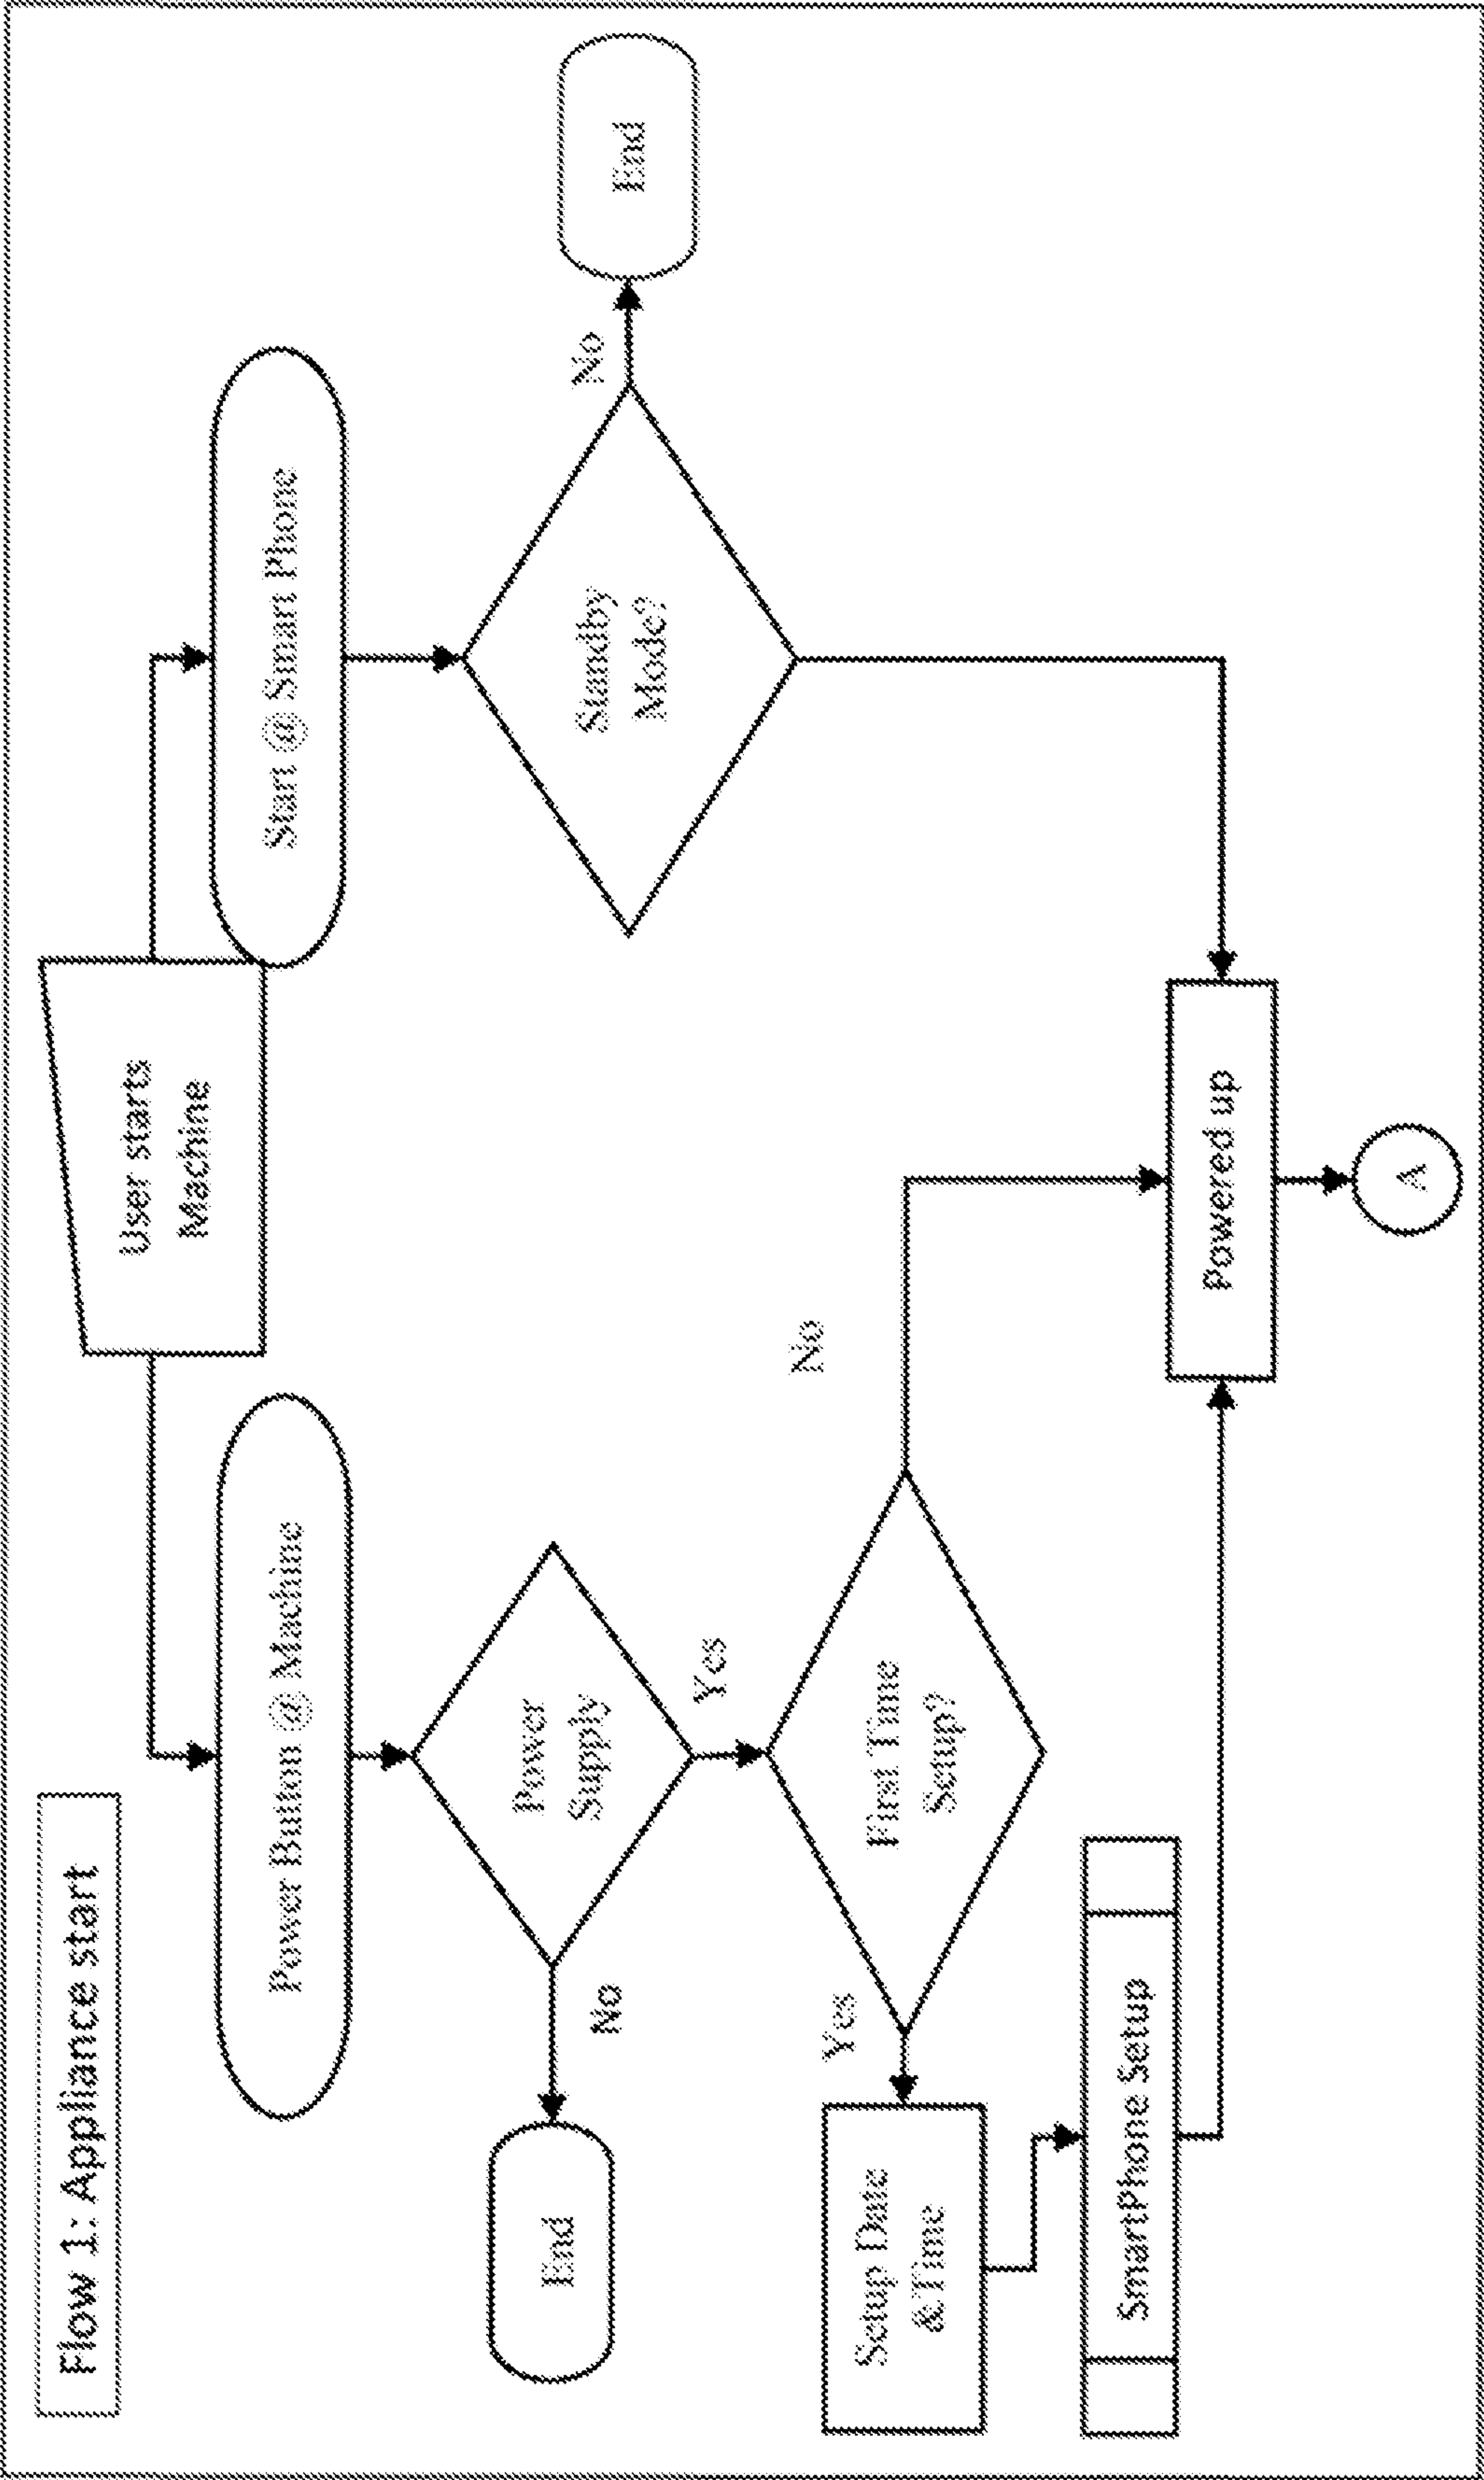 Flow 1: Appliance start
User starts
Machine
Power Button @ Machine
Start @ Smart Phone
Power
Supply
No
End
Yes
Standby
Mode?
No
End
First Time
Setup?
Yes
No
Setup Date
&Time
SmartPhone Setup
Powered up
A